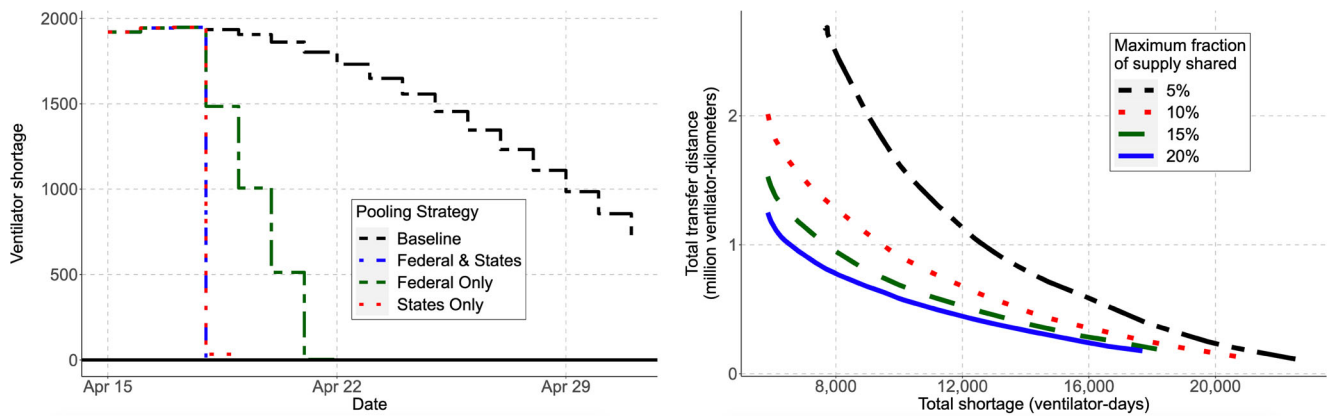 2000
1500
1000
500
0
Ventilator shortage
Pooling Strategy
Baseline
Federal & States
Federal Only
States Only
Apr 15
Apr 22
Apr 29
Date
2
1
0
Total transfer distance
(million ventilator-kilometers)
Maximum fraction
of supply shared
5%
10%
15%
20%
8,000
12,000
16,000
20,000
Total shortage (ventilator-days)